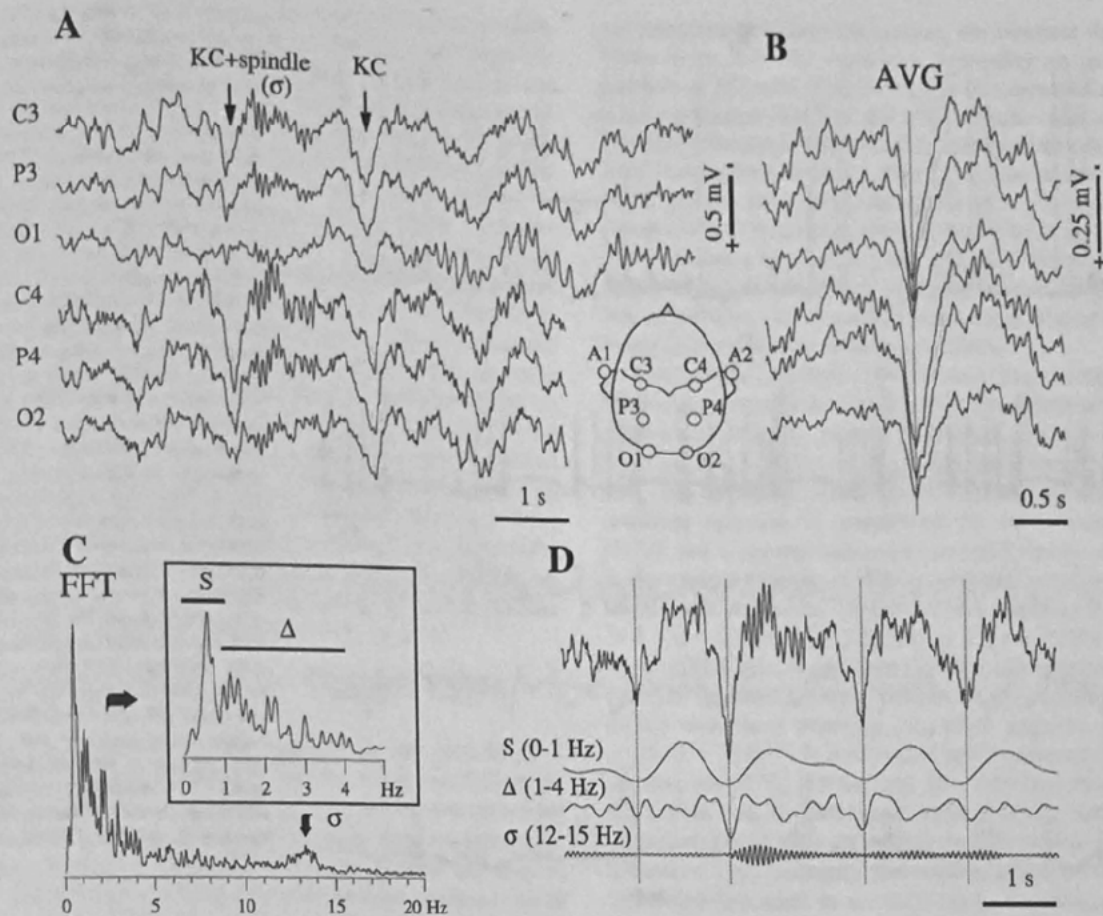 A
KC+spindle
(σ)
KC
C3
P3
O1
C4
P4
O2
0.5 mV
+
1 s
A1
A2
C3
C4
P3
P4
O1
O2
B
AVG
0.25 mV
+
0.5 s
C
FFT
S
Δ
0 1 2 3 4 Hz
σ
0 5 10 15 20 Hz
D
S (0-1 Hz)
Δ (1-4 Hz)
σ (12-15 Hz)
1 s